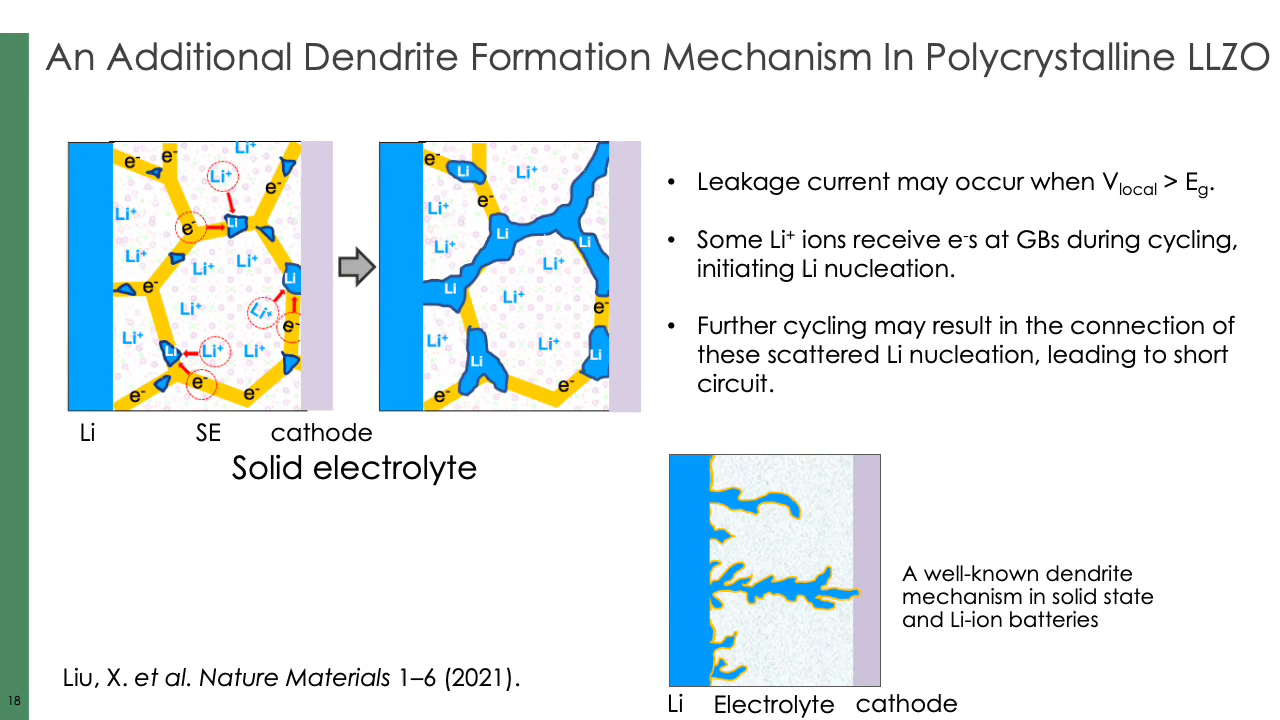 An Additional Dendrite Formation Mechanism In Polycrystalline LLZO
e⁻ e⁻ Li⁺
Li⁺ e⁻
Li⁺ e⁻ Li
Li⁺ Li⁺ Li⁺
e⁻ Li
Li⁺ Li⁺ e⁻
Li⁺ Li Li⁺ Li⁺
e⁻ e⁻ e⁻
e⁻ Li Li⁺
Li⁺ e⁻
Li⁺ Li Li
Li⁺
Li Li⁺ e⁻
Li⁺ Li⁺
Li Li
e⁻ e⁻
Li SE cathode
Solid electrolyte
• Leakage current may occur when Vlocal > Eg.
• Some Li⁺ ions receive e⁻s at GBs during cycling,
initiating Li nucleation.
• Further cycling may result in the connection of
these scattered Li nucleation, leading to short
circuit.
A well-known dendrite
mechanism in solid state
and Li-ion batteries
Li Electrolyte cathode
Liu, X. et al. Nature Materials 1–6 (2021).
18